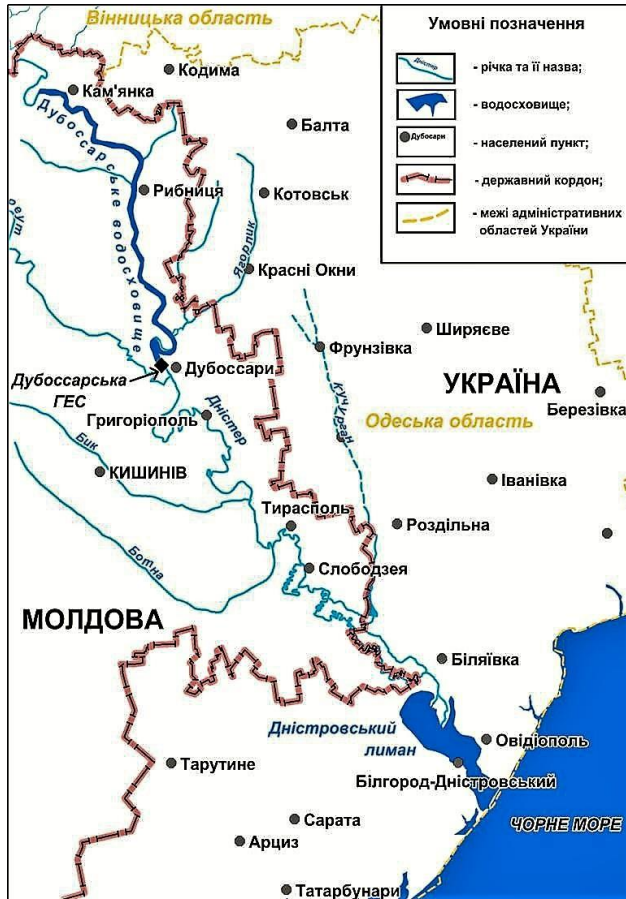 Вінницька область
Кодима
Кам'янка
Балта
Дубоссарське водосховище
Рибниця
Котовськ
Реут
Ягорлик
Красні Окни
Ширяєве
Фрунзівка
Дубоссари
Дубоссарська
ГЕС
УКРАЇНА
Григоріополь
Дністер
Кучурган
Одеська область
Березівка
Бик
КИШИНІВ
Іванівка
Тирасполь
Роздільна
Ботна
Слободзея
МОЛДОВА
Біляївка
Дністровський
лиман
Овідіополь
Тарутине
Білгород-Дністровський
Сарата
ЧОРНЕ МОРЕ
Арциз
Татарбунари
Умовні позначення
Дністер
- річка та її назва;
- водосховище;
Дубосари
- населений пункт;
- державний кордон;
- межі адміністративних
областей України